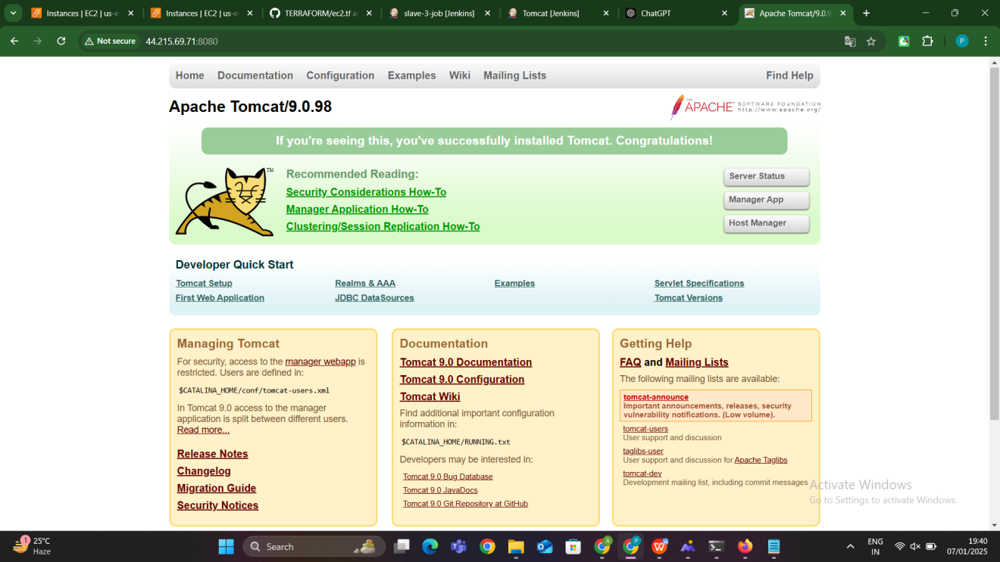 Instances | EC2 | us-e
Instances | EC2 | us-e
TERRAFORM/ec2.tf a
slave-3-job [Jenkins]
Tomcat [Jenkins]
ChatGPT
Apache Tomcat/9.0.9
Not secure
44.215.69.71:8080
P
Home
Documentation
Configuration
Examples
Wiki
Mailing Lists
Find Help
Apache Tomcat/9.0.98
THE
APACHE®
SOFTWARE FOUNDATION
http://www.apache.org/
If you're seeing this, you've successfully installed Tomcat. Congratulations!
TM
Recommended Reading:
Security Considerations How-To
Manager Application How-To
Clustering/Session Replication How-To
Server Status
Manager App
Host Manager
Developer Quick Start
Tomcat Setup
First Web Application
Realms & AAA
JDBC DataSources
Examples
Servlet Specifications
Tomcat Versions
Managing Tomcat
For security, access to the manager webapp is
restricted. Users are defined in:
$CATALINA_HOME/conf/tomcat-users.xml
In Tomcat 9.0 access to the manager
application is split between different users.
Read more...
Release Notes
Changelog
Migration Guide
Security Notices
Documentation
Tomcat 9.0 Documentation
Tomcat 9.0 Configuration
Tomcat Wiki
Find additional important configuration
information in:
$CATALINA_HOME/RUNNING.txt
Developers may be interested in:
Tomcat 9.0 Bug Database
Tomcat 9.0 JavaDocs
Tomcat 9.0 Git Repository at GitHub
Getting Help
FAQ and Mailing Lists
The following mailing lists are available:
tomcat-announce
Important announcements, releases, security
vulnerability notifications. (Low volume).
tomcat-users
User support and discussion
taglibs-user
User support and discussion for Apache Taglibs
tomcat-dev
Development mailing list, including commit messages
Activate Windows
Go to Settings to activate Windows.
1
25°C
Haze
Search
A
P
ENG
IN
19:40
07/01/2025